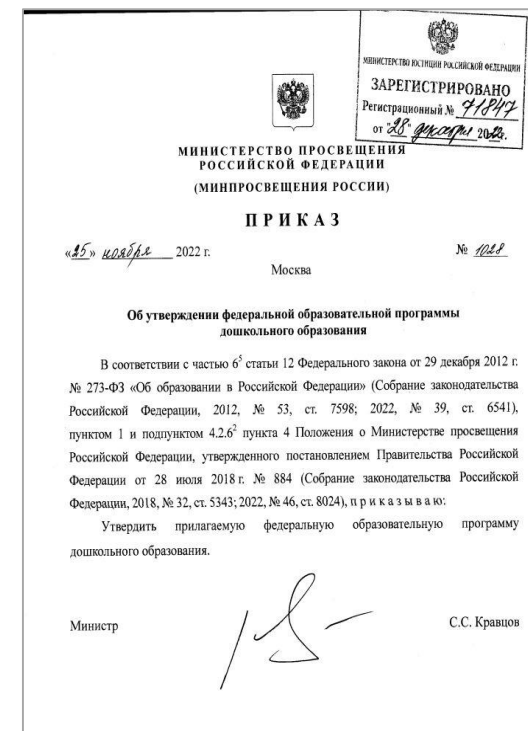 МИНИСТЕРСТВО ЮСТИЦИИ РОССИЙСКОЙ ФЕДЕРАЦИИ
ЗАРЕГИСТРИРОВАНО
Регистрационный № 71847
от "28" декабря 2022г.
МИНИСТЕРСТВО ПРОСВЕЩЕНИЯ
РОССИЙСКОЙ ФЕДЕРАЦИИ
(МИНПРОСВЕЩЕНИЯ РОССИИ)
ПРИКАЗ
«25» ноября 2022 г.
№ 1028
Москва
Об утверждении федеральной образовательной программы
дошкольного образования
В соответствии с частью 6⁵ статьи 12 Федерального закона от 29 декабря 2012 г.
№ 273-ФЗ «Об образовании в Российской Федерации» (Собрание законодательства
Российской Федерации, 2012, № 53, ст. 7598; 2022, № 39, ст. 6541),
пунктом 1 и подпунктом 4.2.6² пункта 4 Положения о Министерстве просвещения
Российской Федерации, утвержденного постановлением Правительства Российской
Федерации от 28 июля 2018 г. № 884 (Собрание законодательства Российской
Федерации, 2018, № 32, ст. 5343; 2022, № 46, ст. 8024), п р и к а з ы в а ю:
Утвердить прилагаемую федеральную образовательную программу
дошкольного образования.
Министр
С.С. Кравцов